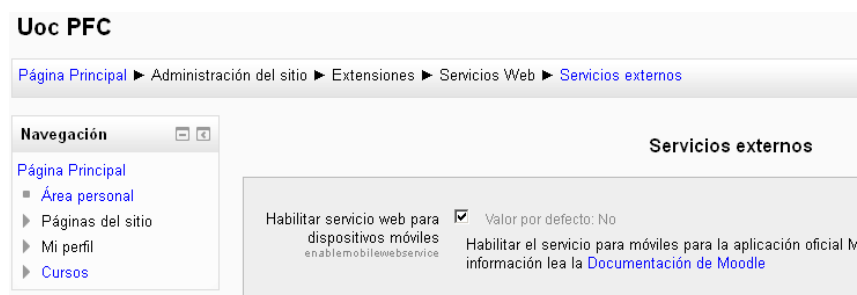 Uoc PFC
Página Principal ► Administración del sitio ► Extensiones ► Servicios Web ► Servicios externos
Navegación
Página Principal
Área personal
Páginas del sitio
Mi perfil
Cursos
Servicios externos
Habilitar servicio web para
dispositivos móviles
enablemobilewebservice
Valor por defecto: No
Habilitar el servicio para móviles para la aplicación oficial M
información lea la Documentación de Moodle